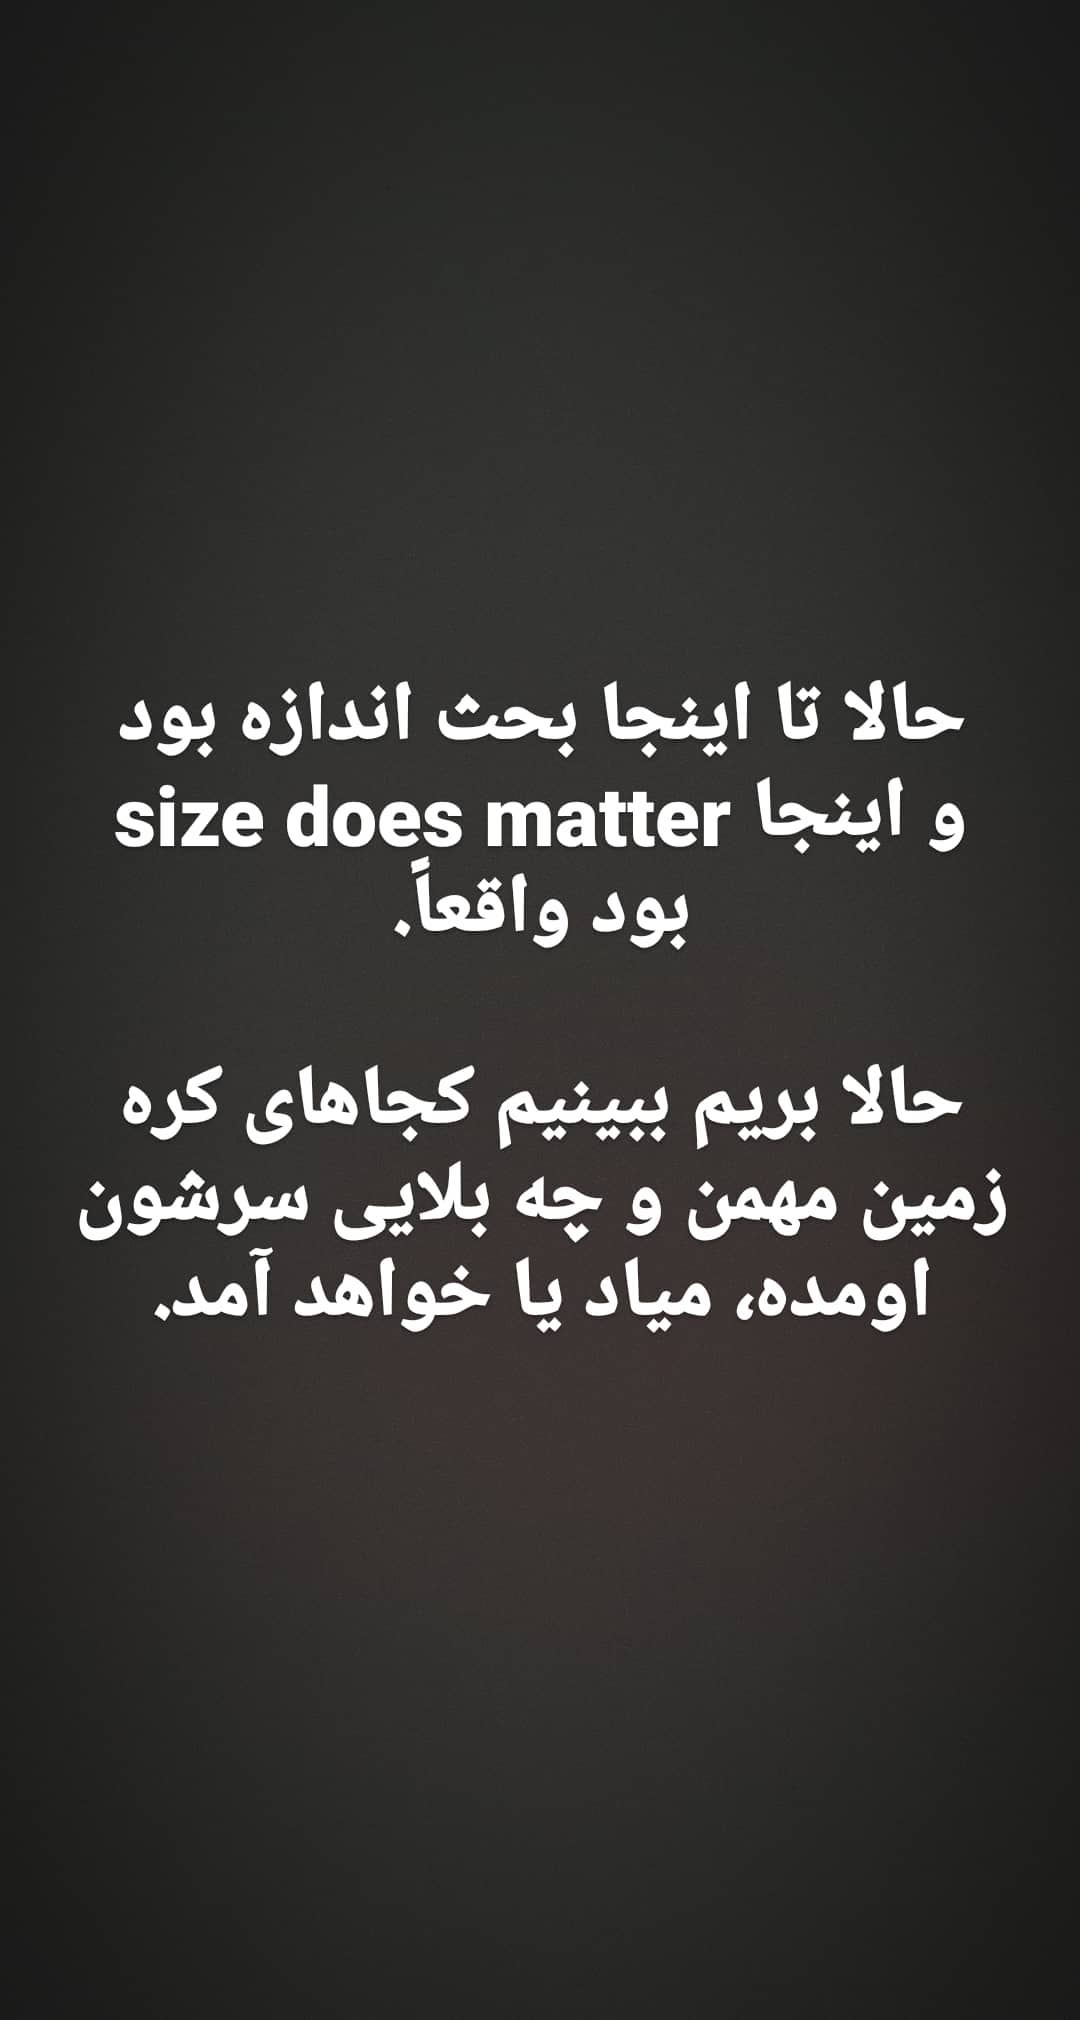 حالا تا اینجا بحث اندازه بود
و اینجا size does matter
بود واقعاً.
حالا بریم ببینیم کجاهای کره
زمین مهمن و چه بلایی سرشون
اومده، میاد یا خواهد آمد.